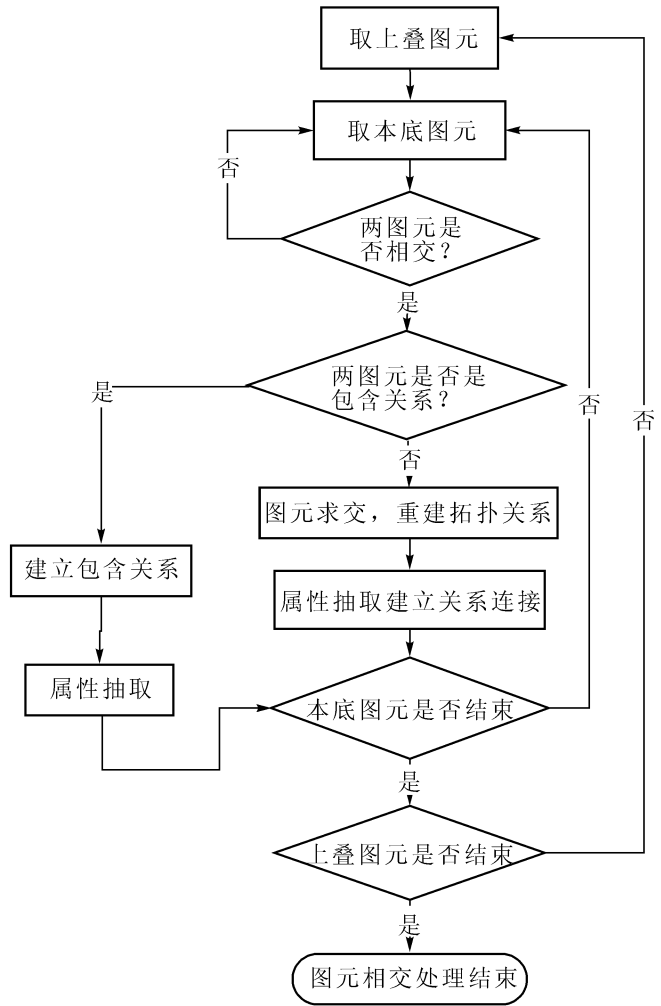 取上叠图元
取本底图元
否
两图元是
否相交？
是
两图元是否是
包含关系？
是
否
否
否
图元求交，重建拓扑关系
建立包含关系
属性抽取建立关系连接
属性抽取
本底图元是否结束
是
上叠图元是否结束
是
图元相交处理结束